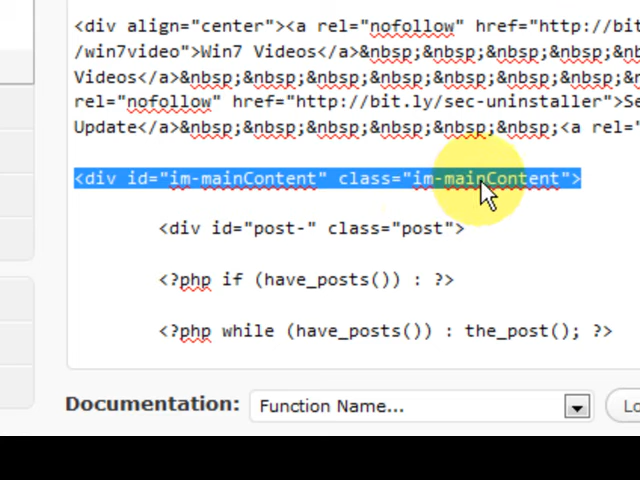 <div align="center"><a rel="nofollow" href="http://bit
/win7video">Win7 Videos</a>&nbsp;&nbsp;&nbsp;&nbsp;&
Videos</a>&nbsp;&nbsp;&nbsp;&nbsp;&nbsp;&nbsp;&nbsp;
rel="nofollow" href="http://bit.ly/sec-uninstaller">Se
Update</a>&nbsp;&nbsp;&nbsp;&nbsp;&nbsp;&nbsp;<a rel="
<div id="im-mainContent" class="im-mainContent">
<div id="post-" class="post">
<?php if (have_posts()) : ?>
<?php while (have_posts()) : the_post(); ?>
Documentation: Function Name... Lo